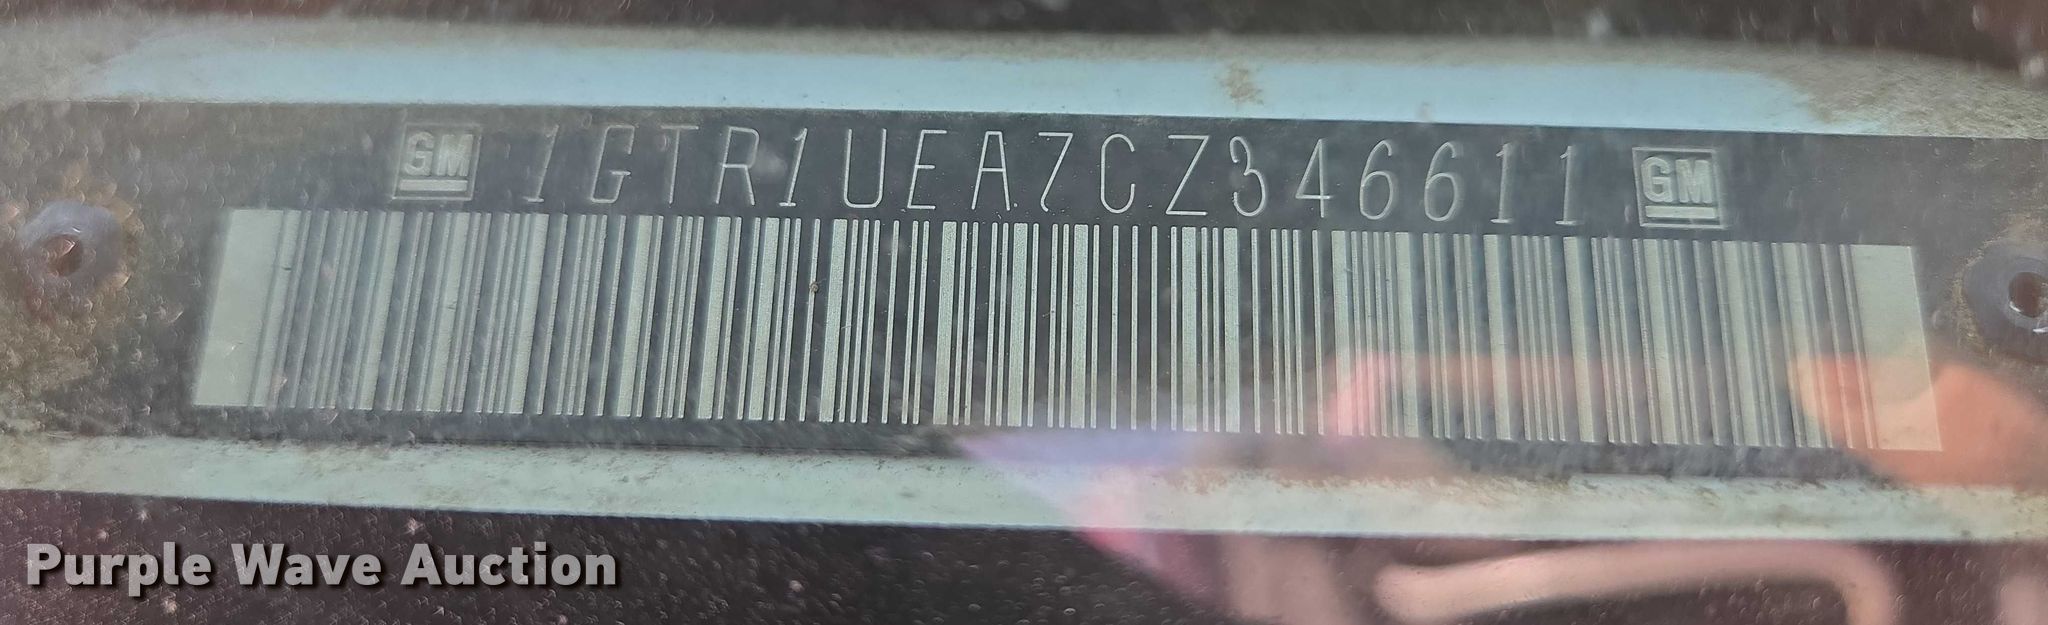 GM 1GTR1UEA7CZ346611 GM
Purple Wave Auction